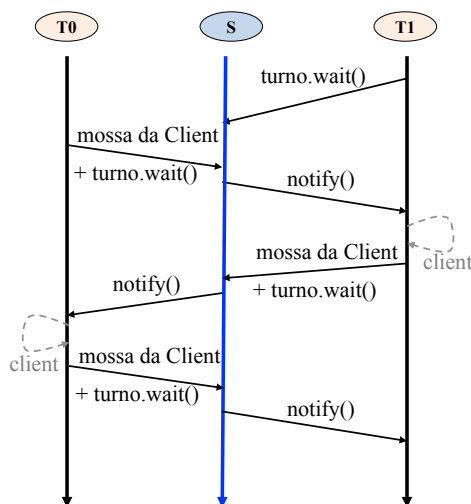 T0
S
T1
turno.wait()
mossa da Client
+ turno.wait()
notify()
client
mossa da Client
+ turno.wait()
notify()
client
mossa da Client
+ turno.wait()
notify()